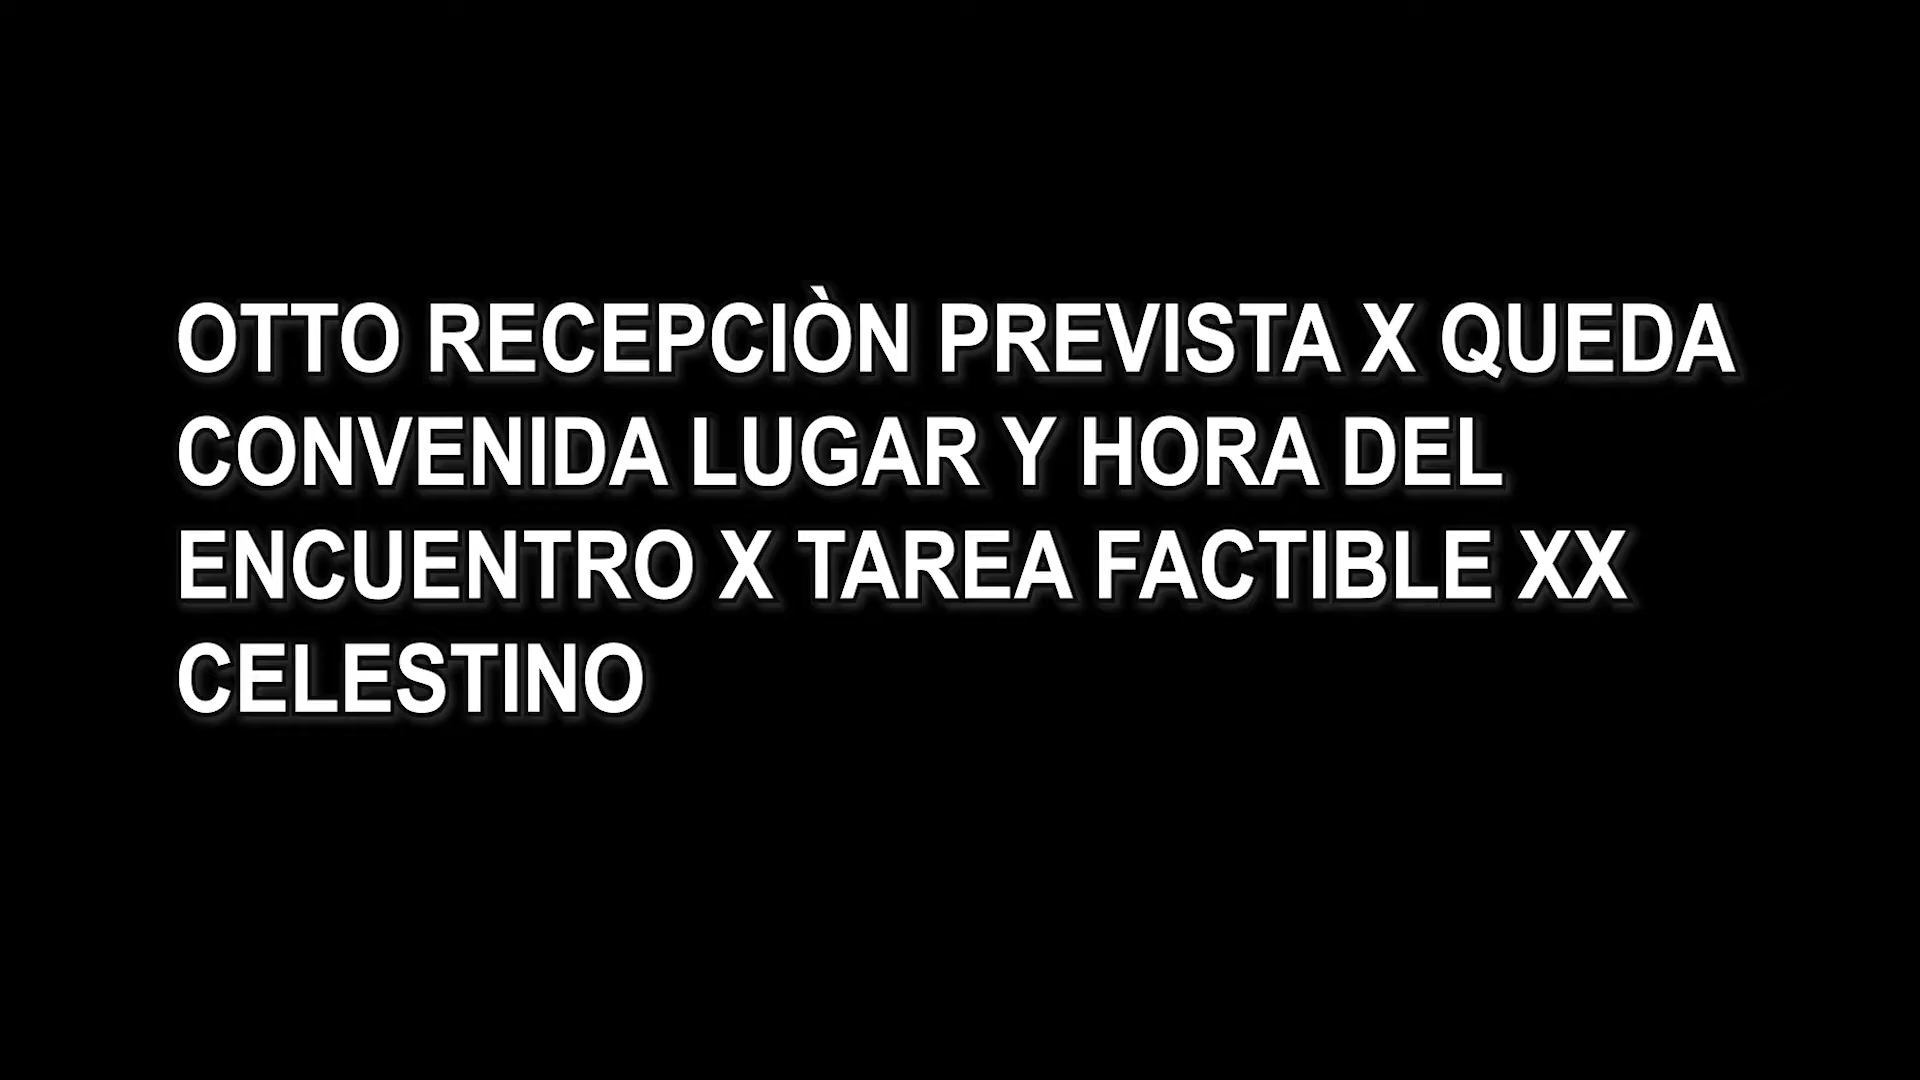 OTTO RECEPCIÒN PREVISTA X QUEDA
CONVENIDA LUGAR Y HORA DEL
ENCUENTRO X TAREA FACTIBLE XX
CELESTINO